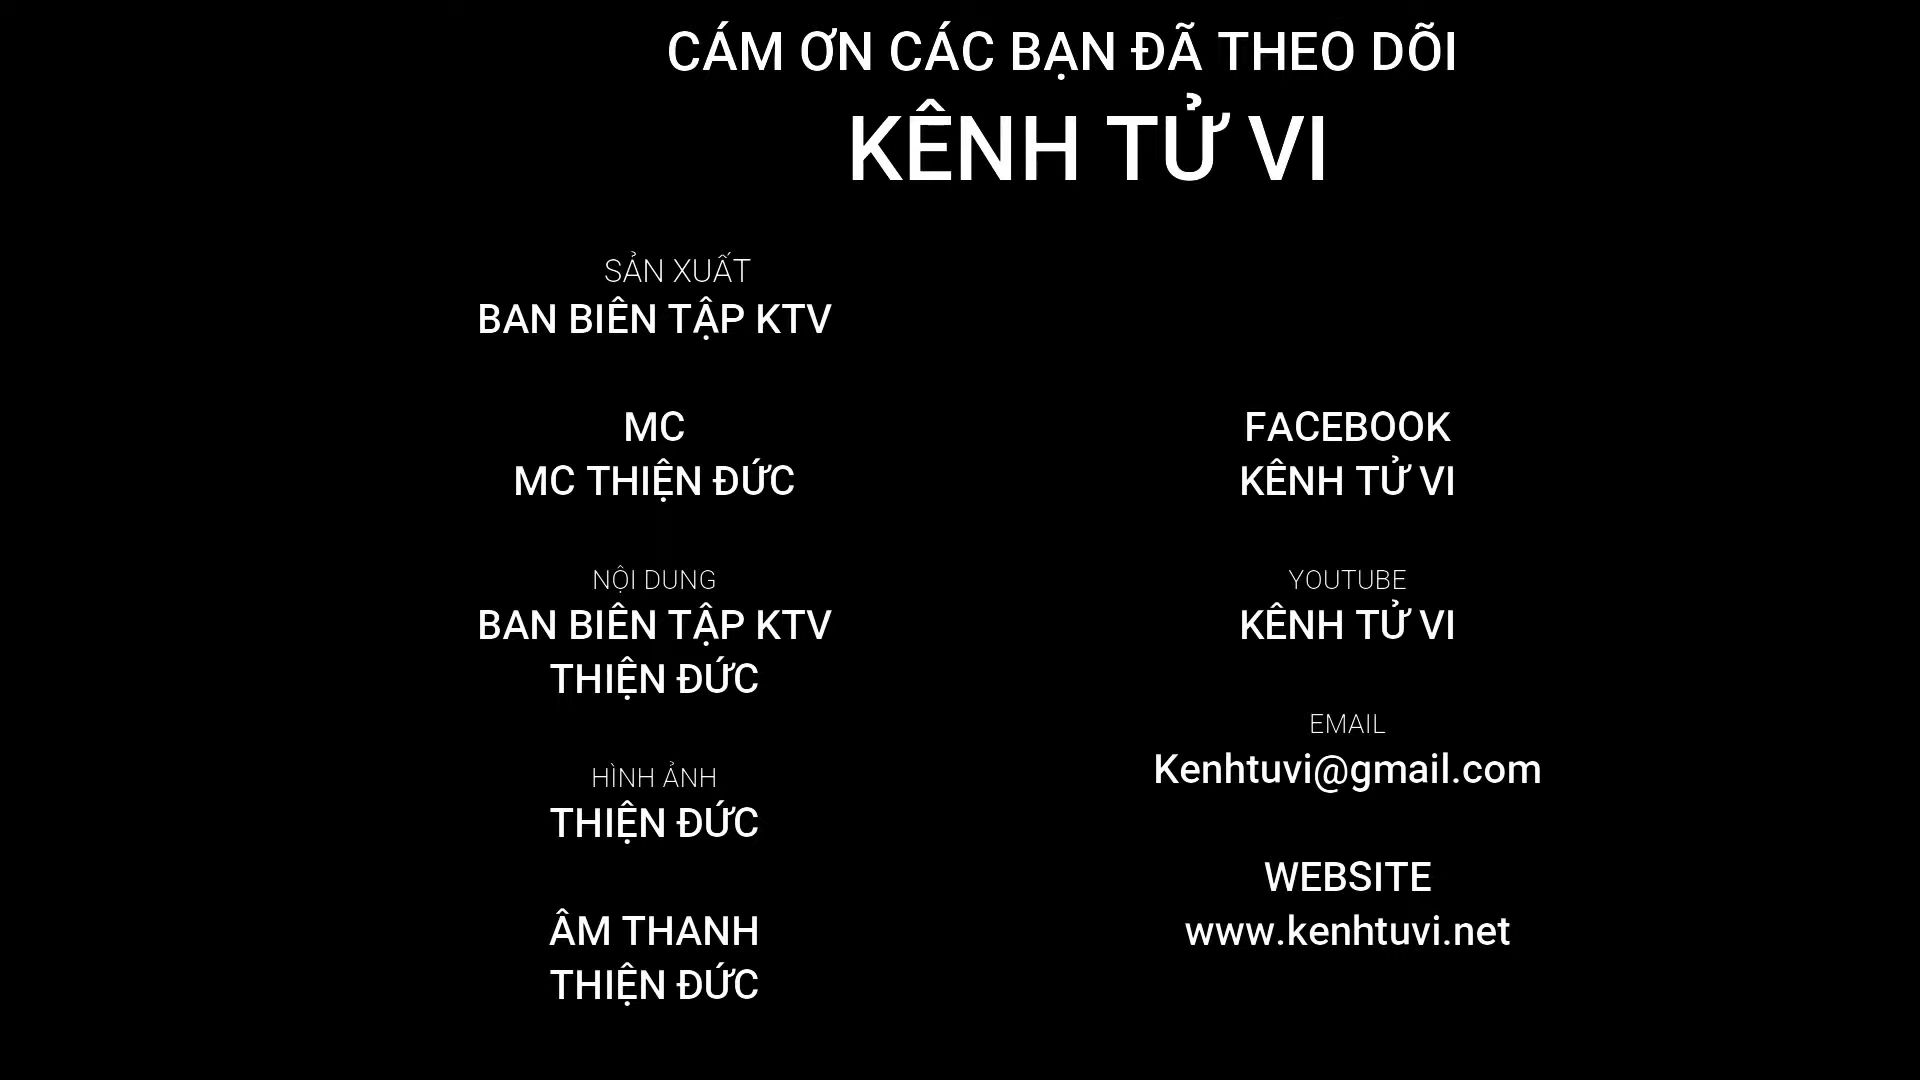 CÁM ƠN CÁC BẠN ĐÃ THEO DÕI
KÊNH TỬ VI
SẢN XUẤT
BAN BIÊN TẬP KTV
MC
MC THIỆN ĐỨC
NỘI DUNG
BAN BIÊN TẬP KTV
THIỆN ĐỨC
HÌNH ẢNH
THIỆN ĐỨC
ÂM THANH
THIỆN ĐỨC
FACEBOOK
KÊNH TỬ VI
YOUTUBE
KÊNH TỬ VI
EMAIL
Kenhtuvi@gmail.com
WEBSITE
www.kenhtuvi.net